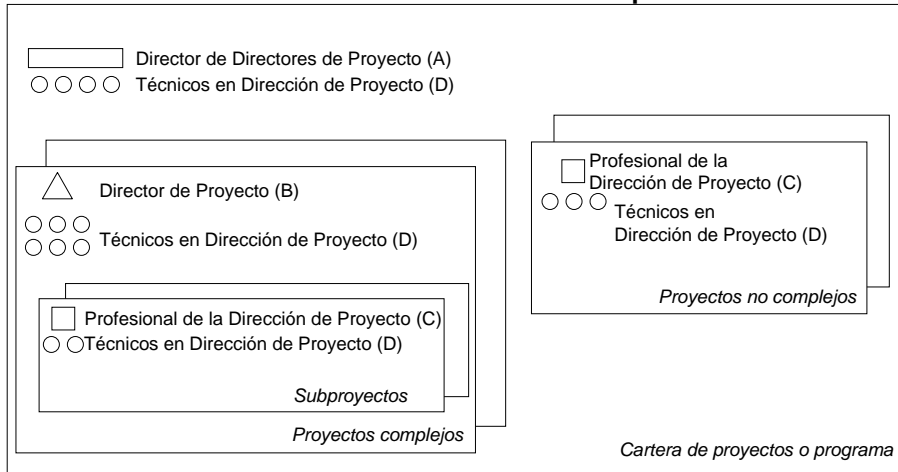 Director de Directores de Proyecto (A)
Técnicos en Dirección de Proyecto (D)
Director de Proyecto (B)
Técnicos en Dirección de Proyecto (D)
Profesional de la Dirección de Proyecto (C)
Técnicos en Dirección de Proyecto (D)
Subproyectos
Proyectos complejos
Profesional de la
Dirección de Proyecto (C)
Técnicos en
Dirección de Proyecto (D)
Proyectos no complejos
Cartera de proyectos o programa